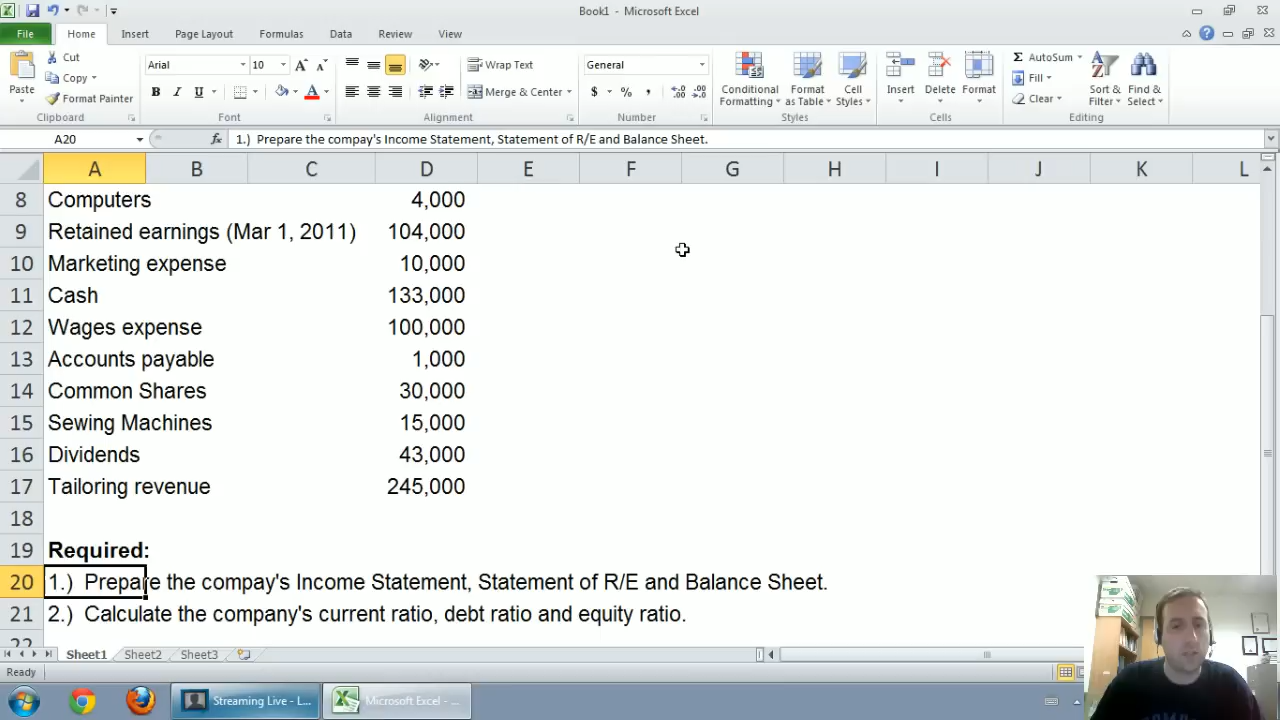 Book1 - Microsoft Excel
File Home Insert Page Layout Formulas Data Review View
Paste
Cut
Copy
Format Painter
Clipboard
Arial 10
B I U A
Font
Wrap Text
Merge & Center
Alignment
General
$ % ,
Number
Conditional Formatting
Format as Table
Cell Styles
Styles
Insert Delete Format
Cells
Σ AutoSum
Fill
Clear
Sort & Filter
Find & Select
Editing
A20 fx 1.) Prepare the compay's Income Statement, Statement of R/E and Balance Sheet.
A B C D E F G H I J K L
8 Computers 4,000
9 Retained earnings (Mar 1, 2011) 104,000
10 Marketing expense 10,000
11 Cash 133,000
12 Wages expense 100,000
13 Accounts payable 1,000
14 Common Shares 30,000
15 Sewing Machines 15,000
16 Dividends 43,000
17 Tailoring revenue 245,000
18
19 Required:
20 1.) Prepare the compay's Income Statement, Statement of R/E and Balance Sheet.
21 2.) Calculate the company's current ratio, debt ratio and equity ratio.
22
Sheet1 Sheet2 Sheet3
Ready
Streaming Live - L...
Microsoft Excel - ...